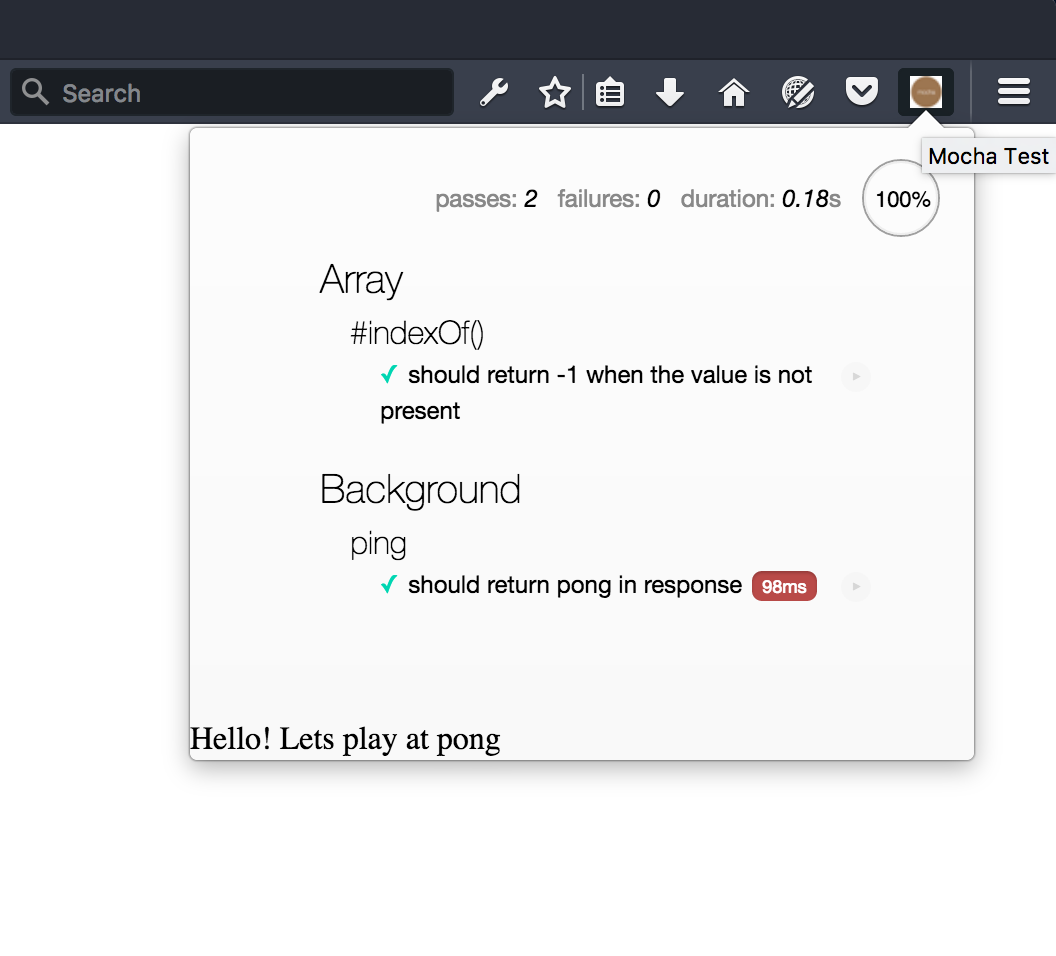 Search
Mocha Test
passes: 2 failures: 0 duration: 0.18s 100%
Array
#indexOf()
✓ should return -1 when the value is not
present
Background
ping
✓ should return pong in response 98ms
Hello! Lets play at pong